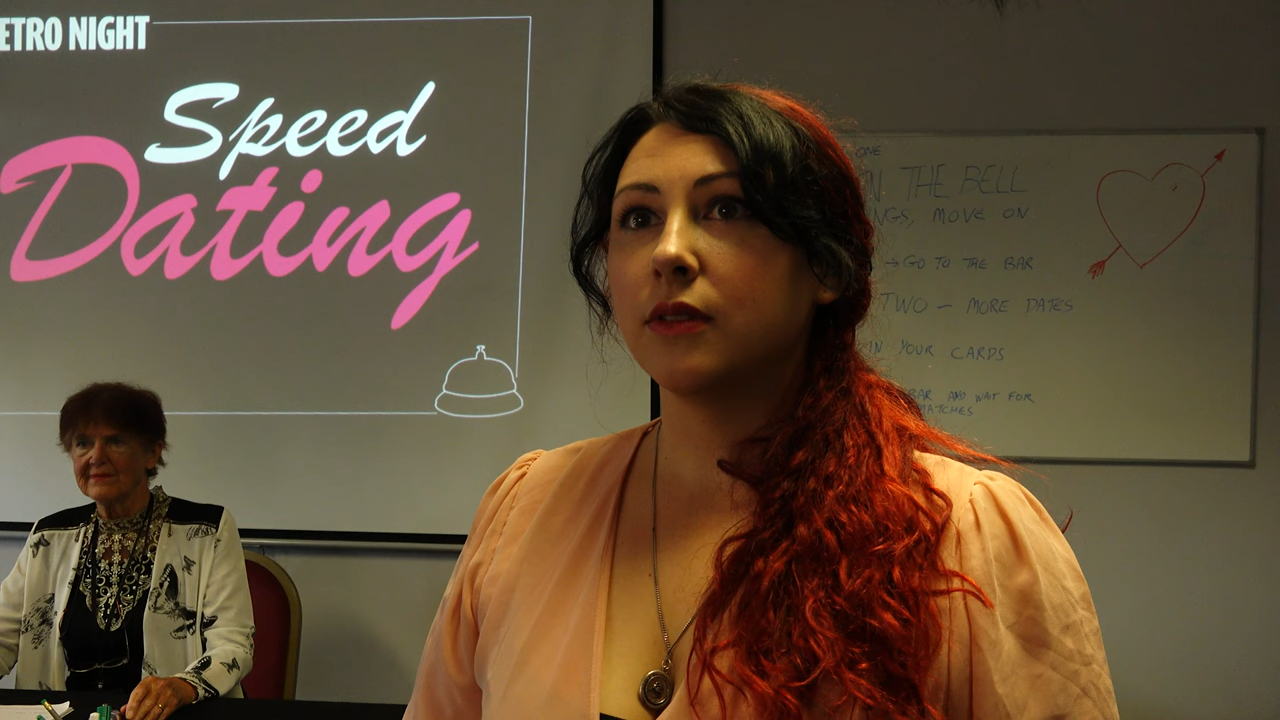 ETRO NIGHT
Speed
Dating
ONE
THE BELL
NGS, MOVE ON
→ GO TO THE BAR
TWO - MORE DATES
IN YOUR CARDS
BAR AND WAIT FOR
MATCHES